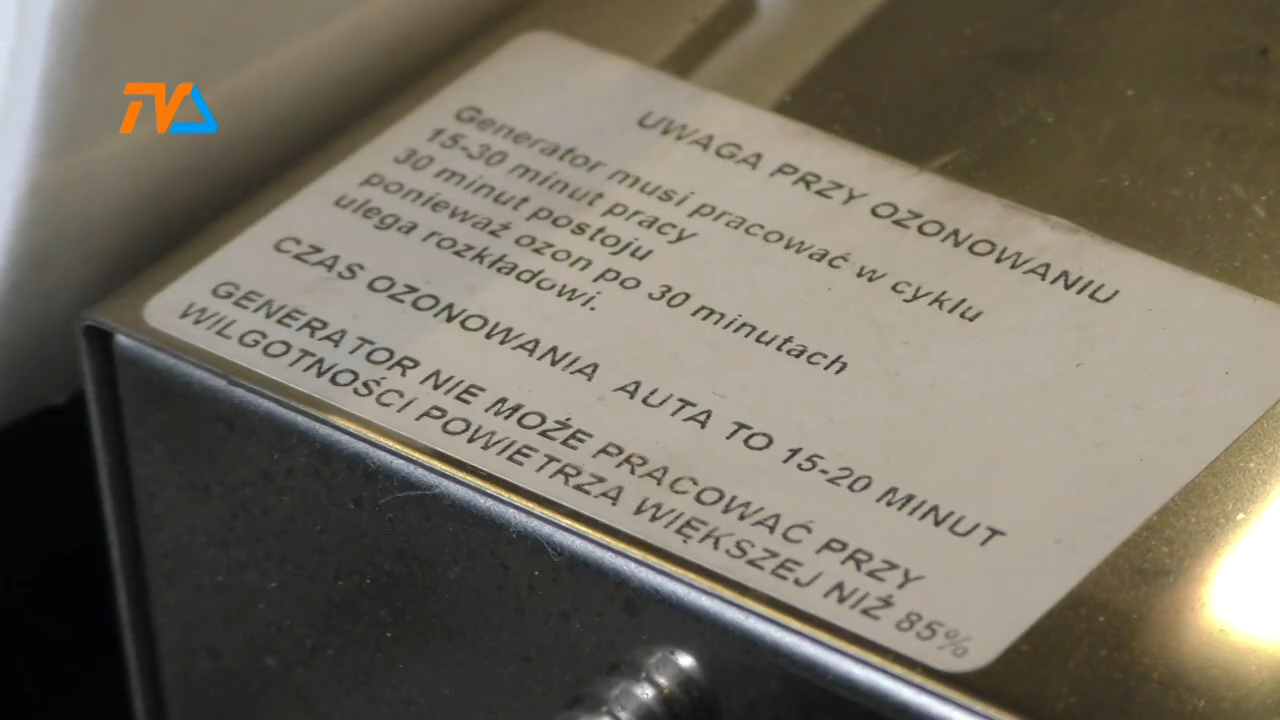 TVA
UWAGA PRZY OZONOWANIU
Generator musi pracować w cyklu
15-30 minut pracy
30 minut postoju
ponieważ ozon po 30 minutach
ulega rozkładowi.
CZAS OZONOWANIA AUTA TO 15-20 MINUT
GENERATOR NIE MOŻE PRACOWAĆ PRZY
WILGOTNOŚCI POWIETRZA WIĘKSZEJ NIŻ 85%